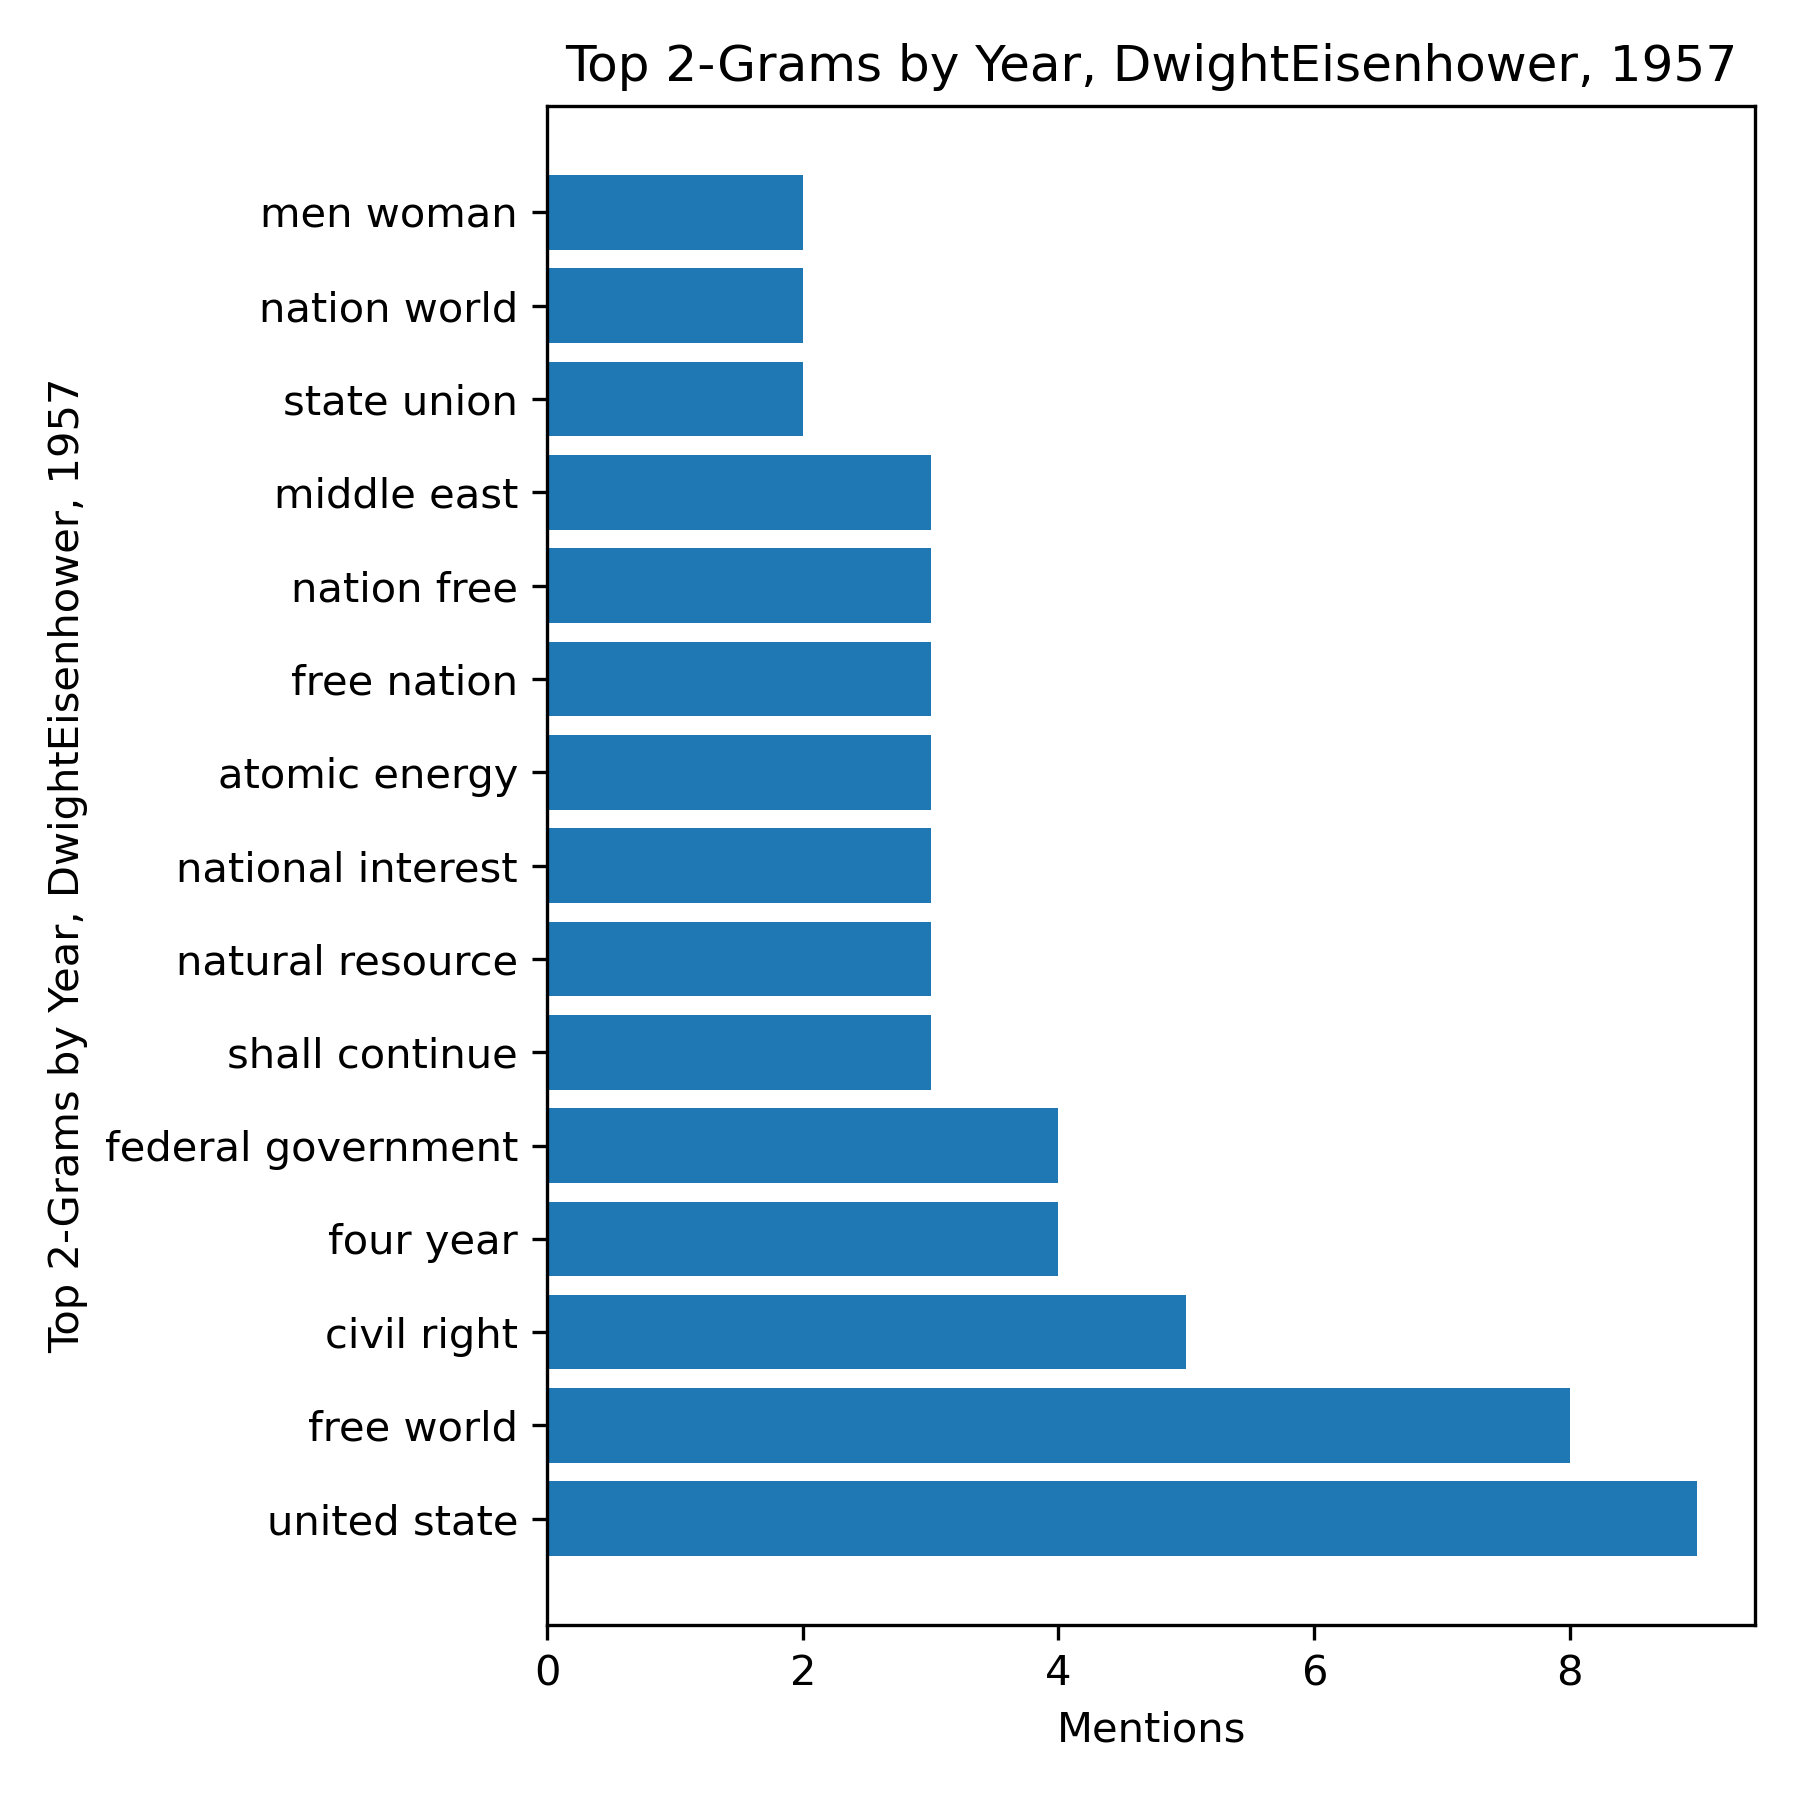 Top 2-Grams by Year, DwightEisenhower, 1957
Top 2-Grams by Year, DwightEisenhower, 1957
men woman
nation world
state union
middle east
nation free
free nation
atomic energy
national interest
natural resource
shall continue
federal government
four year
civil right
free world
united state
0 2 4 6 8
Mentions